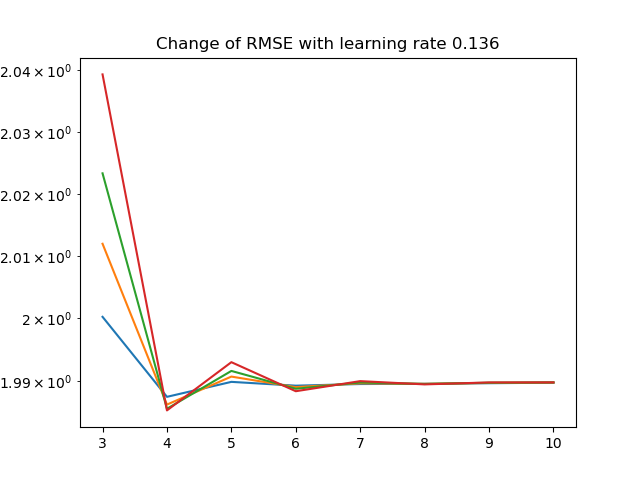 Change of RMSE with learning rate 0.136
2.04 × 10⁰
2.03 × 10⁰
2.02 × 10⁰
2.01 × 10⁰
2 × 10⁰
1.99 × 10⁰
3 4 5 6 7 8 9 10